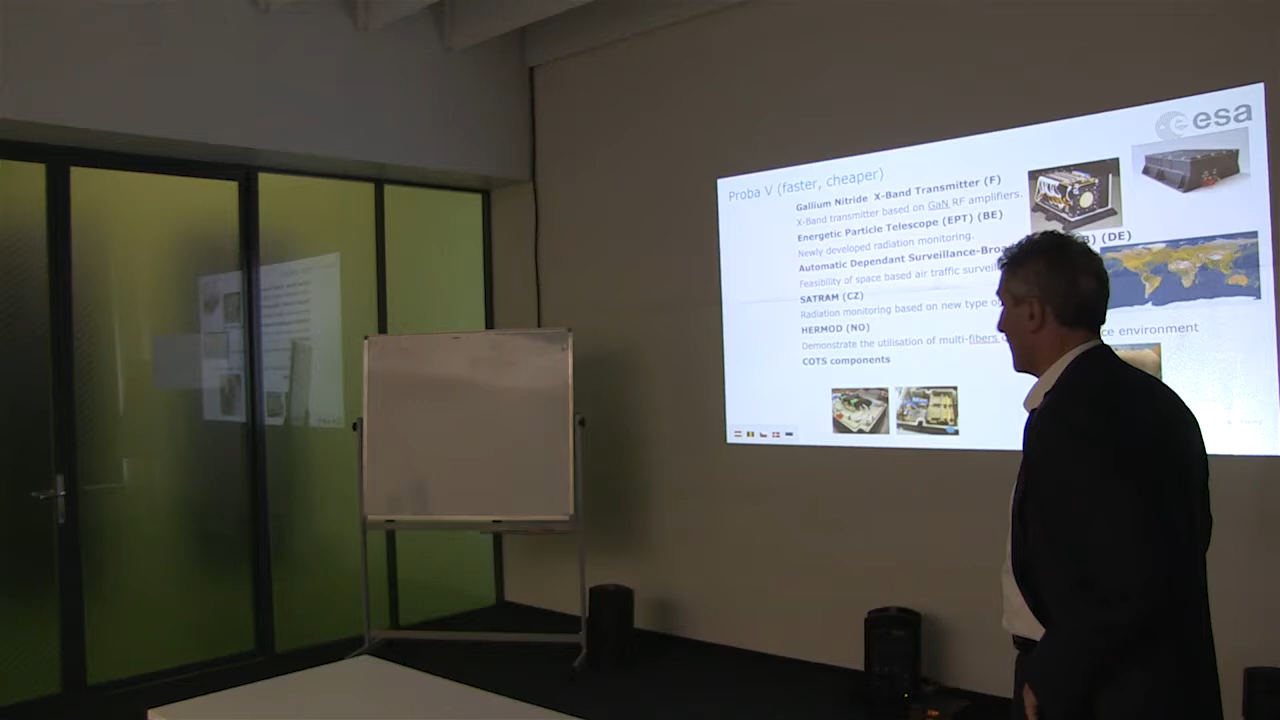 esa
Proba V (faster, cheaper)
Gallium Nitride X-Band Transmitter (F)
X-Band transmitter based on GaN RF amplifiers.
Energetic Particle Telescope (EPT) (BE)
Newly developed radiation monitoring.
Automatic Dependant Surveillance-Broa B) (DE)
Feasibility of space based air traffic surveil
SATRAM (CZ)
Radiation monitoring based on new type o
HERMOD (NO)
Demonstrate the utilisation of multi-fibers ce environment
COTS components